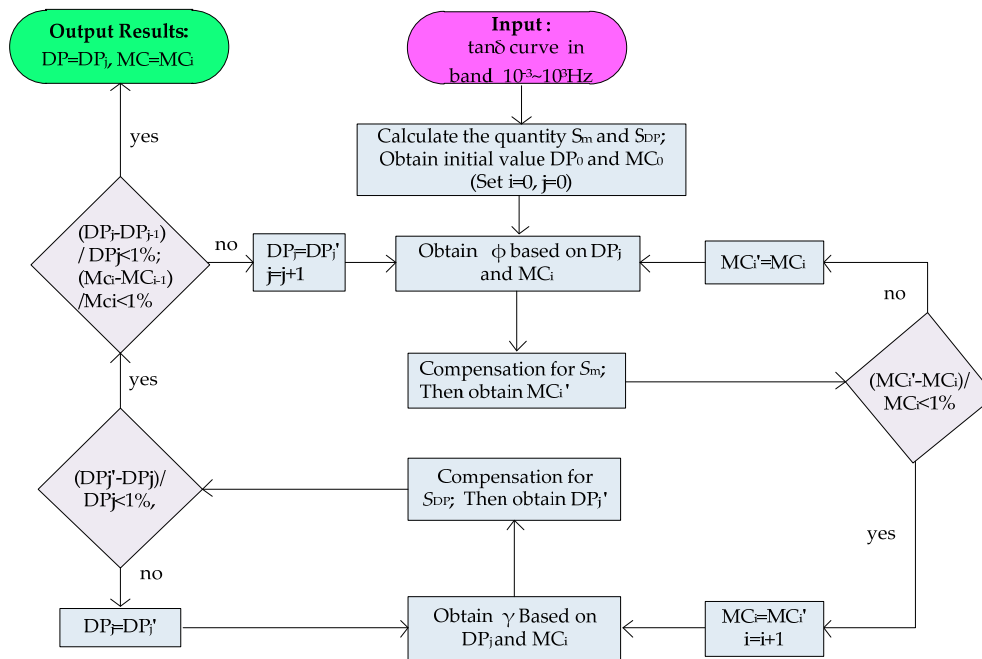 Output Results:
DP=DPj, MC=MCi
Input :
tanδ curve in
band 10⁻³~10³Hz
Calculate the quantity Sm and SDP;
Obtain initial value DP₀ and MC₀
(Set i=0, j=0)
yes
(DPj-DPj-1)
/ DPj<1%;
(Mci-MCi-1)
/Mci<1%
no
DPj=DPj'
j=j+1
Obtain ϕ based on DPj
and MCi
MCi'=MCi
no
Compensation for Sm;
Then obtain MCi'
(MCi'-MCi)/
MCi<1%
yes
(DPj'-DPj)/
DPj<1%,
Compensation for
SDP; Then obtain DPj'
yes
no
DPj=DPj'
Obtain γ Based on
DPj and MCi
MCi=MCi'
i=i+1